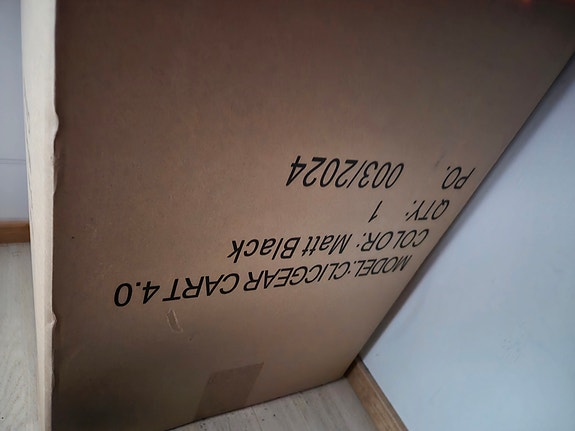 MODEL:CLICGEAR CART 4.0
COLOR: Matt Black
QTY: 1
PO. 003/2024